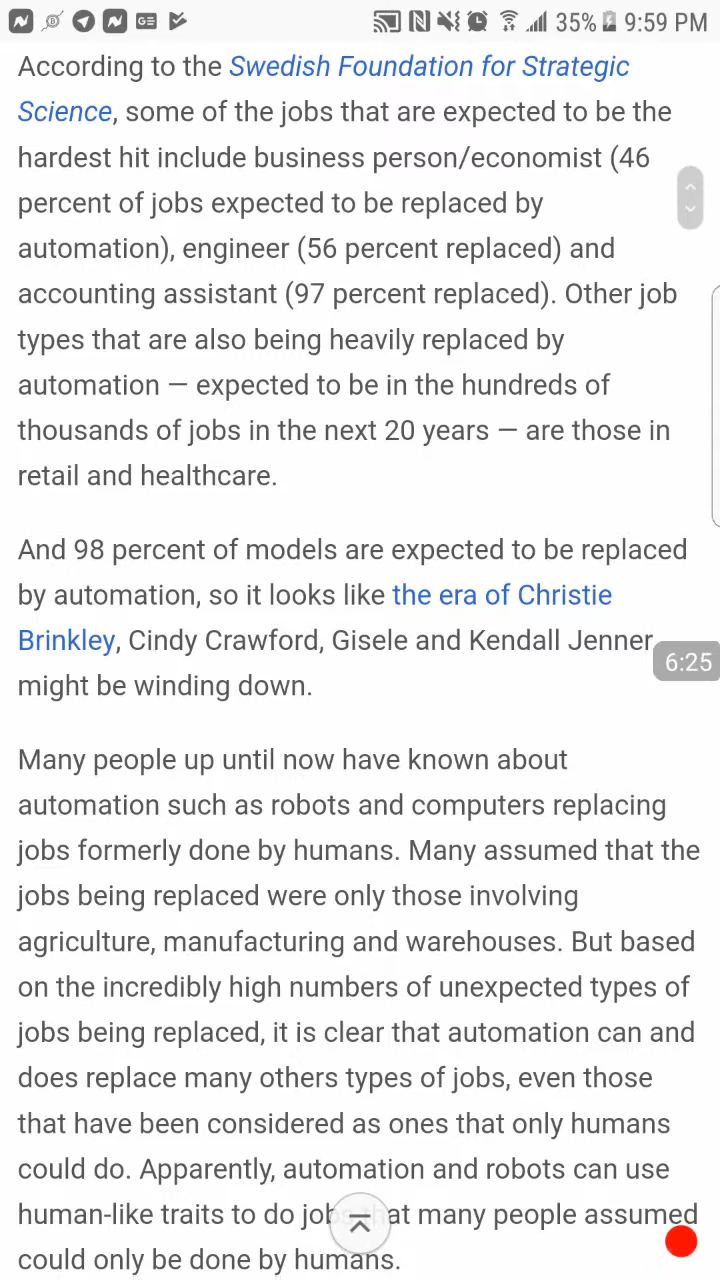 35% 9:59 PM
According to the Swedish Foundation for Strategic
Science, some of the jobs that are expected to be the
hardest hit include business person/economist (46
percent of jobs expected to be replaced by
automation), engineer (56 percent replaced) and
accounting assistant (97 percent replaced). Other job
types that are also being heavily replaced by
automation — expected to be in the hundreds of
thousands of jobs in the next 20 years — are those in
retail and healthcare.
And 98 percent of models are expected to be replaced
by automation, so it looks like the era of Christie
Brinkley, Cindy Crawford, Gisele and Kendall Jenner
6:25
might be winding down.
Many people up until now have known about
automation such as robots and computers replacing
jobs formerly done by humans. Many assumed that the
jobs being replaced were only those involving
agriculture, manufacturing and warehouses. But based
on the incredibly high numbers of unexpected types of
jobs being replaced, it is clear that automation can and
does replace many others types of jobs, even those
that have been considered as ones that only humans
could do. Apparently, automation and robots can use
human-like traits to do jobs that many people assumed
could only be done by humans.